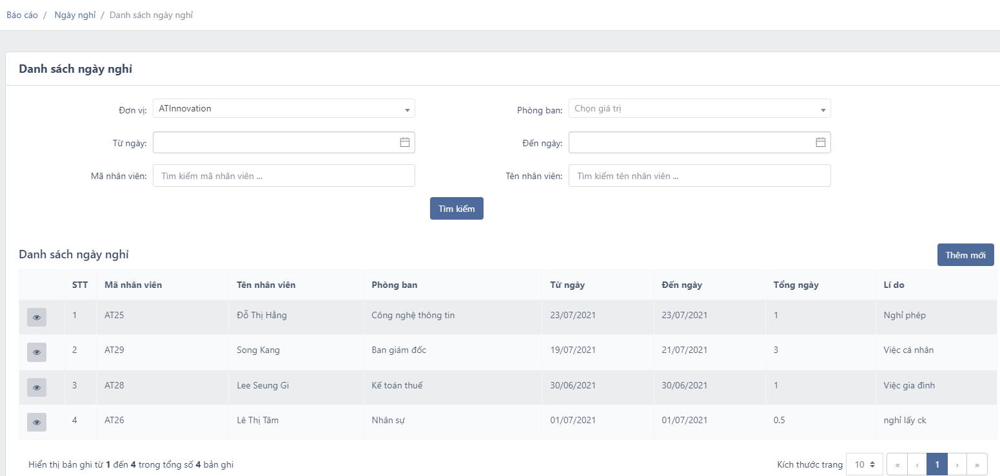 Báo cáo / Ngày nghỉ / Danh sách ngày nghỉ
Danh sách ngày nghỉ
Đơn vị: ATInnovation Phòng ban: Chọn giá trị
Từ ngày: Đến ngày:
Mã nhân viên: Tìm kiếm mã nhân viên ... Tên nhân viên: Tìm kiếm tên nhân viên ...
Tìm kiếm
Danh sách ngày nghỉ Thêm mới
STT Mã nhân viên Tên nhân viên Phòng ban Từ ngày Đến ngày Tổng ngày Lí do
1 AT25 Đỗ Thị Hằng Công nghệ thông tin 23/07/2021 23/07/2021 1 Nghỉ phép
2 AT29 Song Kang Ban giám đốc 19/07/2021 21/07/2021 3 Việc cá nhân
3 AT28 Lee Seung Gi Kế toán thuế 30/06/2021 30/06/2021 1 Việc gia đình
4 AT26 Lê Thị Tâm Nhân sự 01/07/2021 01/07/2021 0.5 nghỉ lấy ck
Hiển thị bản ghi từ 1 đến 4 trong tổng số 4 bản ghi Kích thước trang 10 « ‹ 1 › »